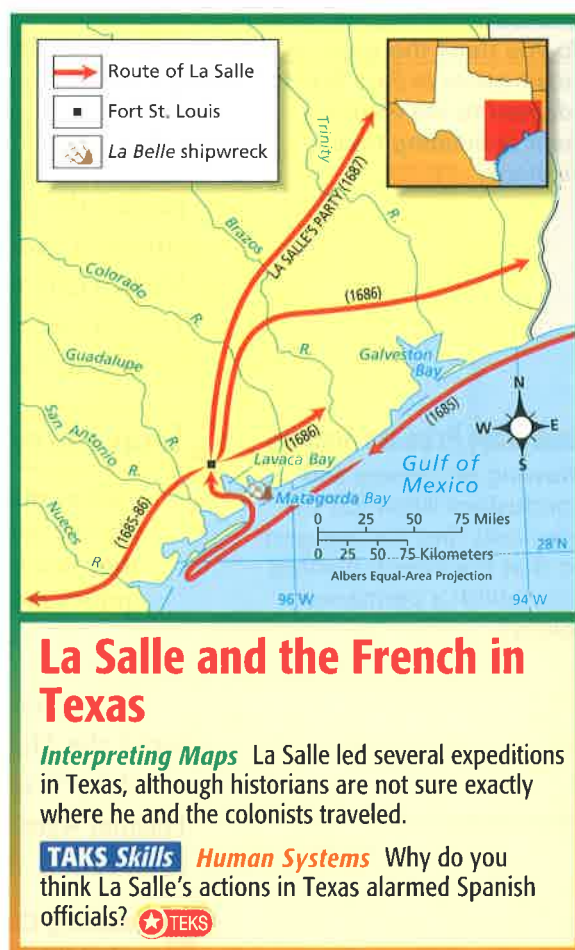 Route of La Salle
Fort St. Louis
La Belle shipwreck
Trinity
R.
LA SALLE'S PARTY (1687)
Brazos
R.
Colorado
R.
(1686)
Guadalupe
R.
Galveston
Bay
(1685)
N
W E
S
San Antonio
R.
(1686)
Lavaca Bay
Gulf of
Mexico
Matagorda Bay
Nueces
R.
(1685-86)
0 25 50 75 Miles
0 25 50 75 Kilometers
Albers Equal-Area Projection
28°N
96°W
94°W
La Salle and the French in
Texas
Interpreting Maps La Salle led several expeditions
in Texas, although historians are not sure exactly
where he and the colonists traveled.
TAKS Skills Human Systems Why do you
think La Salle's actions in Texas alarmed Spanish
officials? TEKS